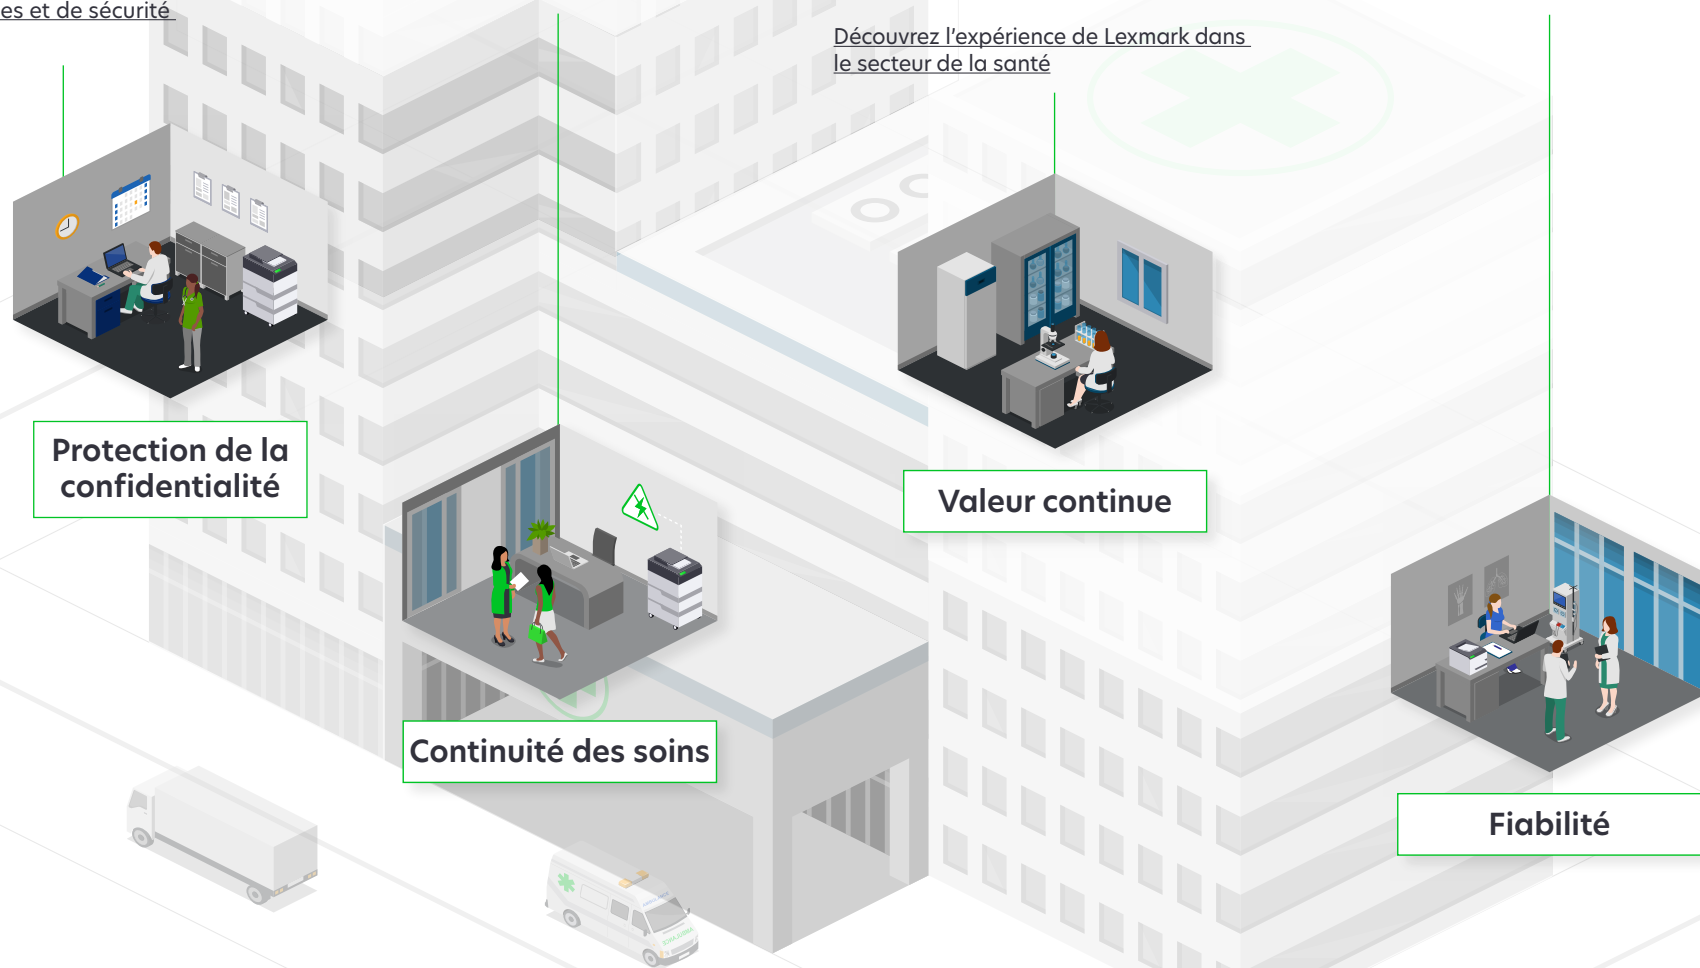 es et de sécurité
Découvrez l'expérience de Lexmark dans
le secteur de la santé
Protection de la
confidentialité
Valeur continue
Continuité des soins
Fiabilité